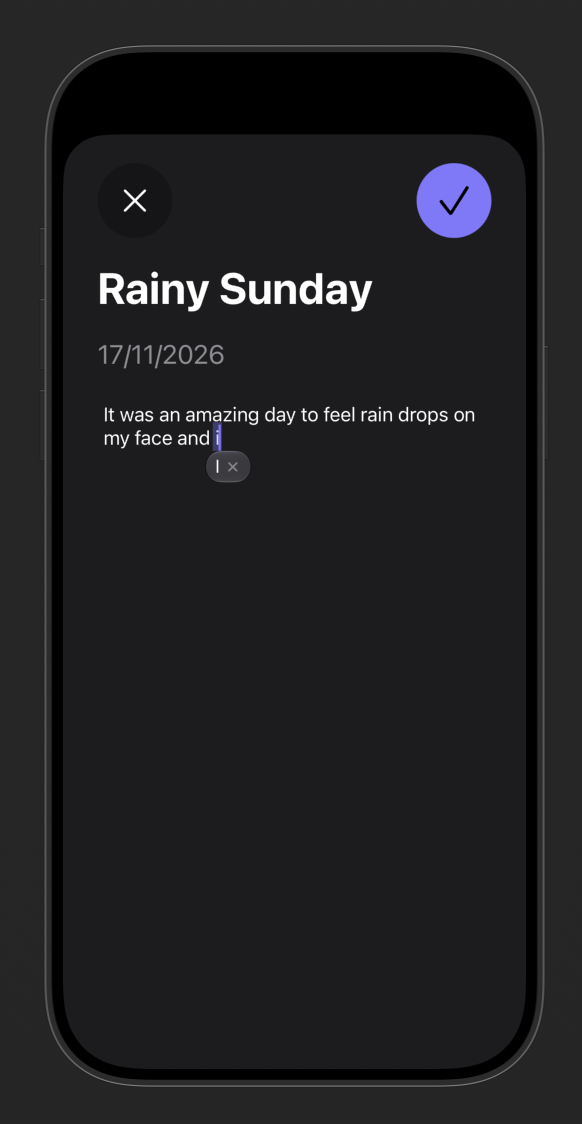 Rainy Sunday
17/11/2026
It was an amazing day to feel rain drops on
my face and i
I